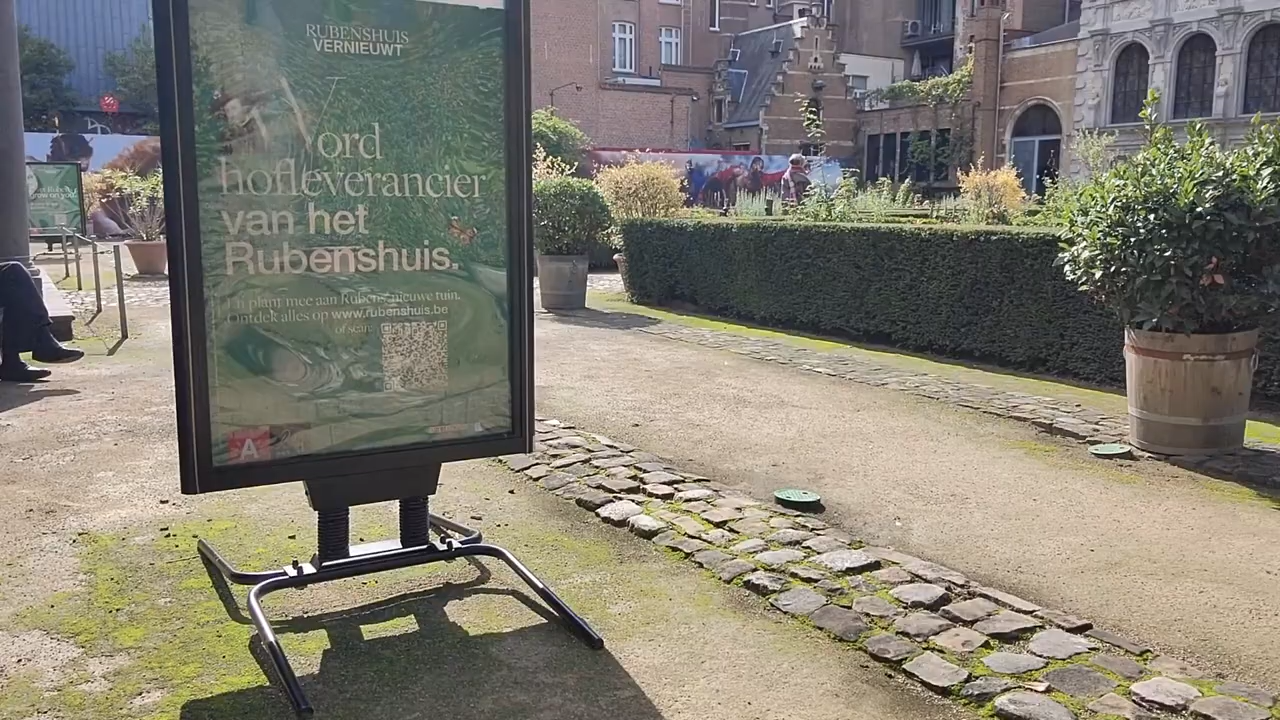 RUBENSHUIS
VERNIEUWT
Word
hofleverancier
van het
Rubenshuis.
En plant mee aan Rubens' nieuwe tuin.
Ontdek alles op www.rubenshuis.be
of scan
A